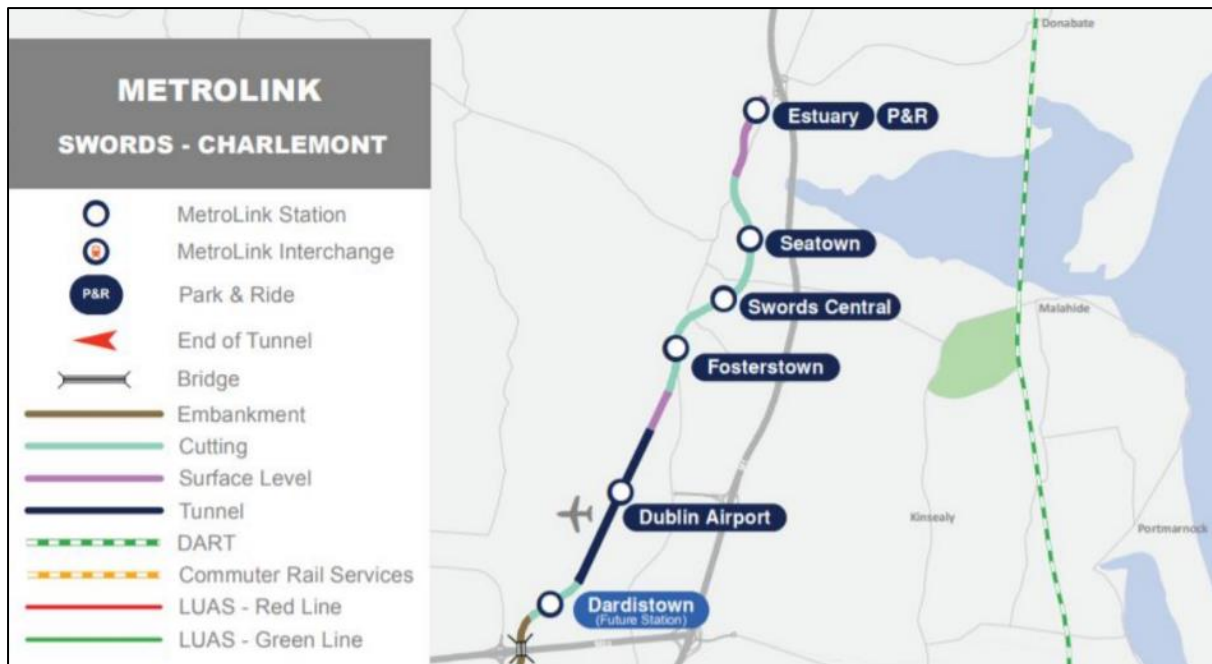 METROLINK
SWORDS - CHARLEMONT
MetroLink Station
MetroLink Interchange
P&R
Park & Ride
End of Tunnel
Bridge
Embankment
Cutting
Surface Level
Tunnel
DART
Commuter Rail Services
LUAS - Red Line
LUAS - Green Line
Donabate
Estuary
P&R
Seatown
Swords Central
Malahide
Fosterstown
Dublin Airport
Kinsealy
Portmarnock
Dardistown
(Future Station)